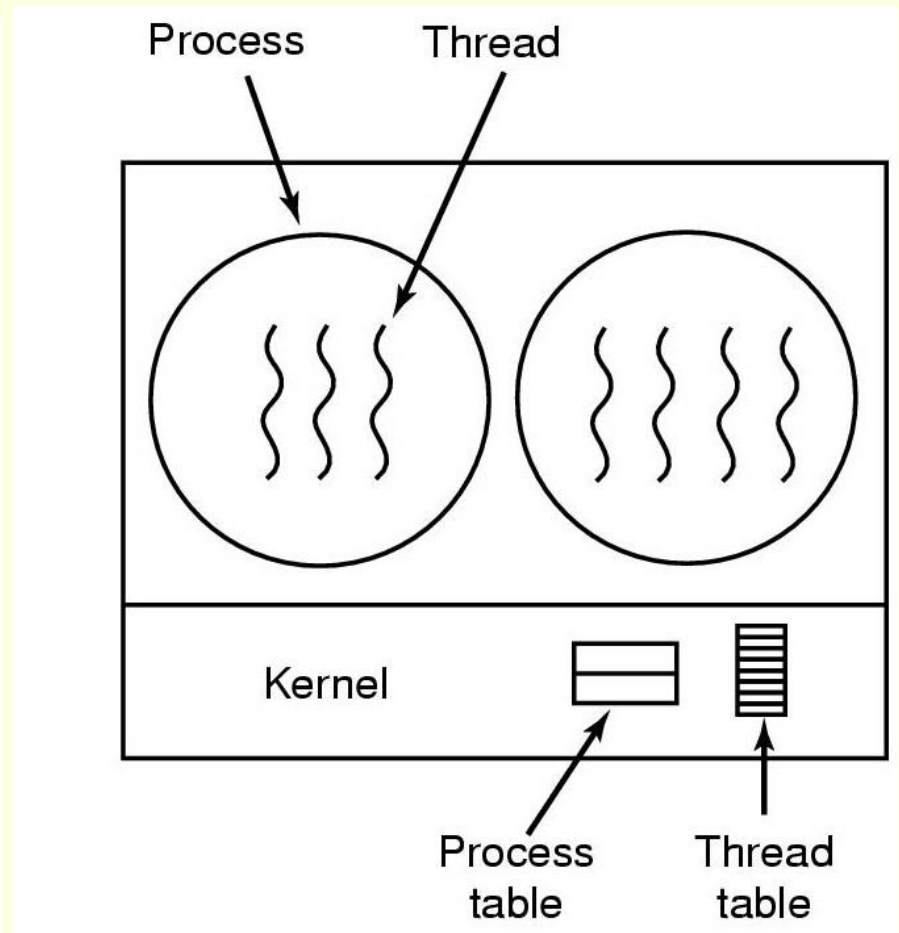 Process
Thread
Kernel
Process
table
Thread
table